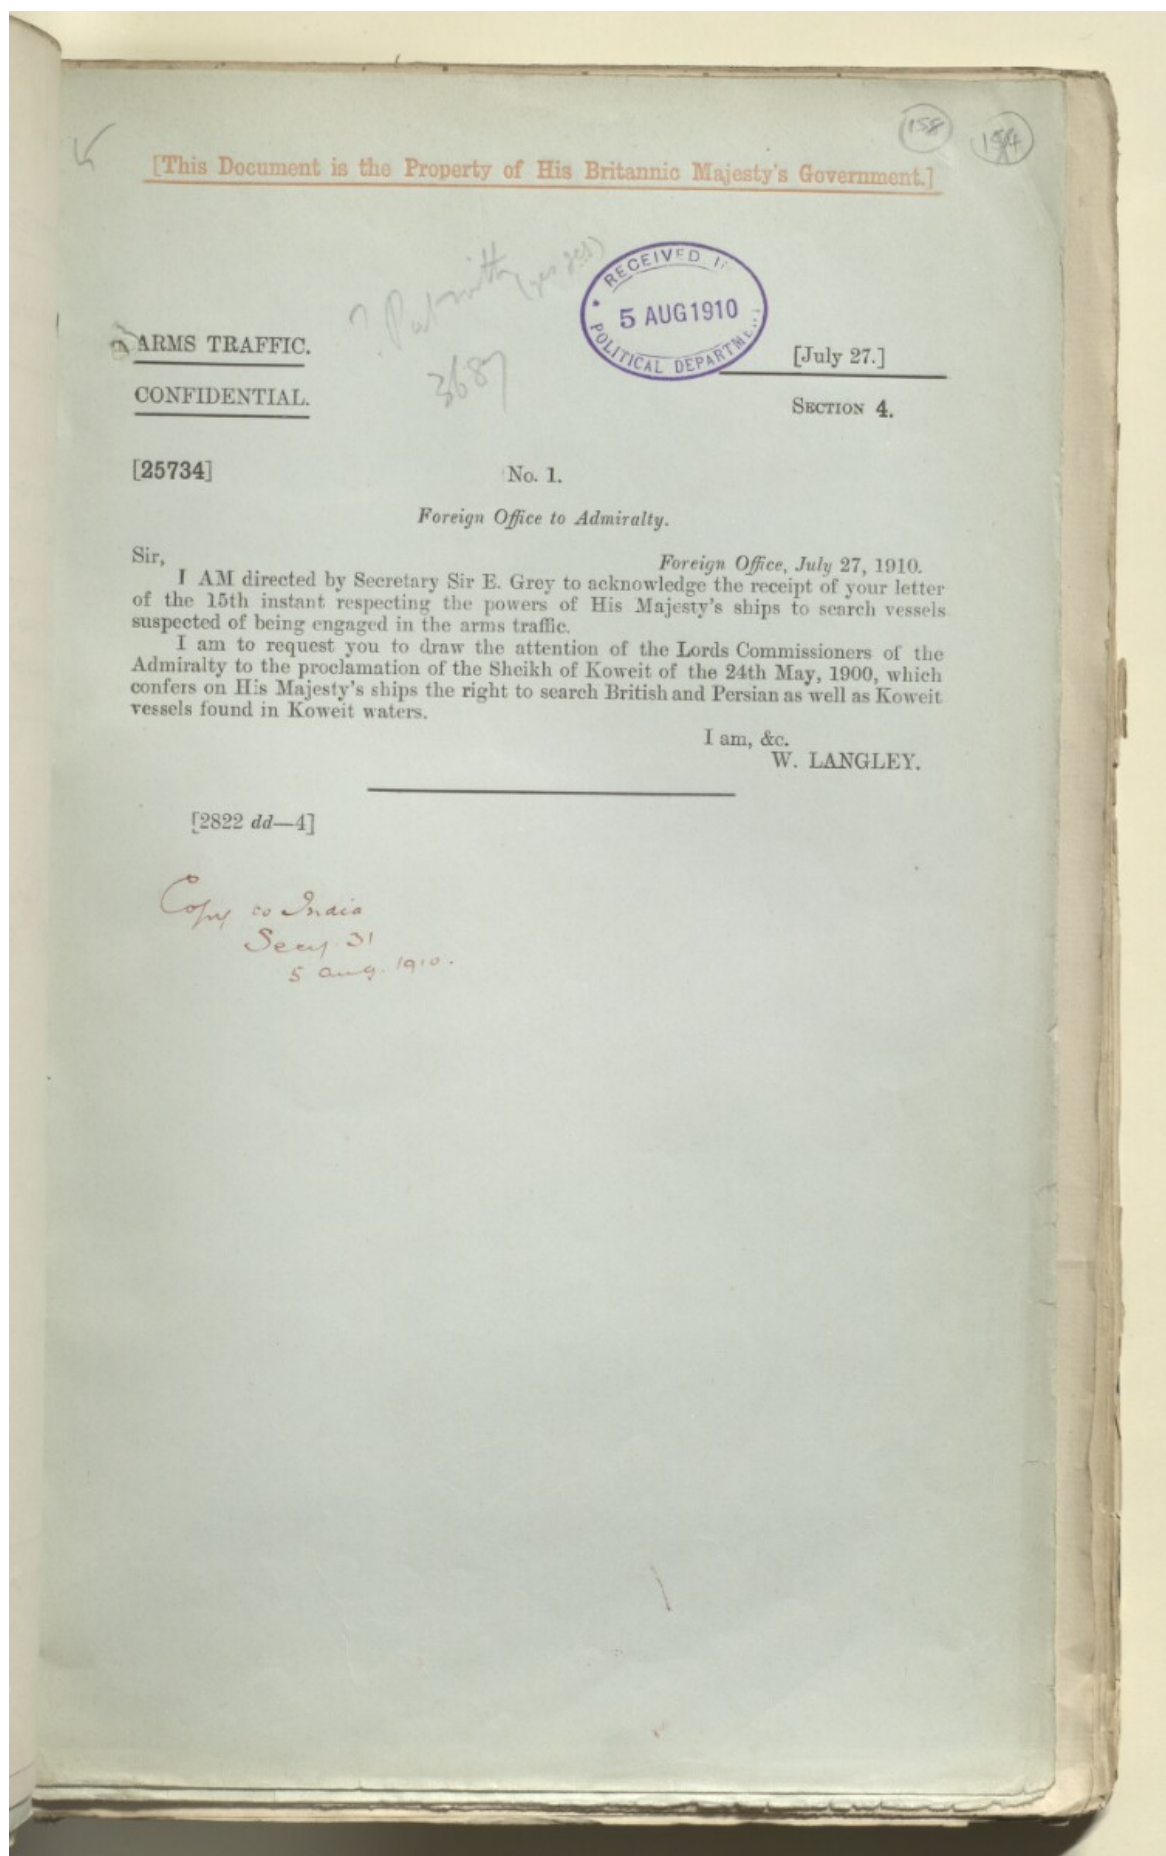 158
154
[This Document is the Property of His Britannic Majesty's Government.]
? Put with
3687
RECEIVED IN
5 AUG 1910
POLITICAL DEPARTMENT
ARMS TRAFFIC.
[July 27.]
CONFIDENTIAL.
SECTION 4.
[25734]
No. 1.
Foreign Office to Admiralty.
Sir,
Foreign Office, July 27, 1910.
I AM directed by Secretary Sir E. Grey to acknowledge the receipt of your letter
of the 15th instant respecting the powers of His Majesty's ships to search vessels
suspected of being engaged in the arms traffic.
I am to request you to draw the attention of the Lords Commissioners of the
Admiralty to the proclamation of the Sheikh of Koweit of the 24th May, 1900, which
confers on His Majesty's ships the right to search British and Persian as well as Koweit
vessels found in Koweit waters.
I am, &c.
W. LANGLEY.
[2822 dd—4]
Copy to India
Secy. 31
5 Aug. 1910.